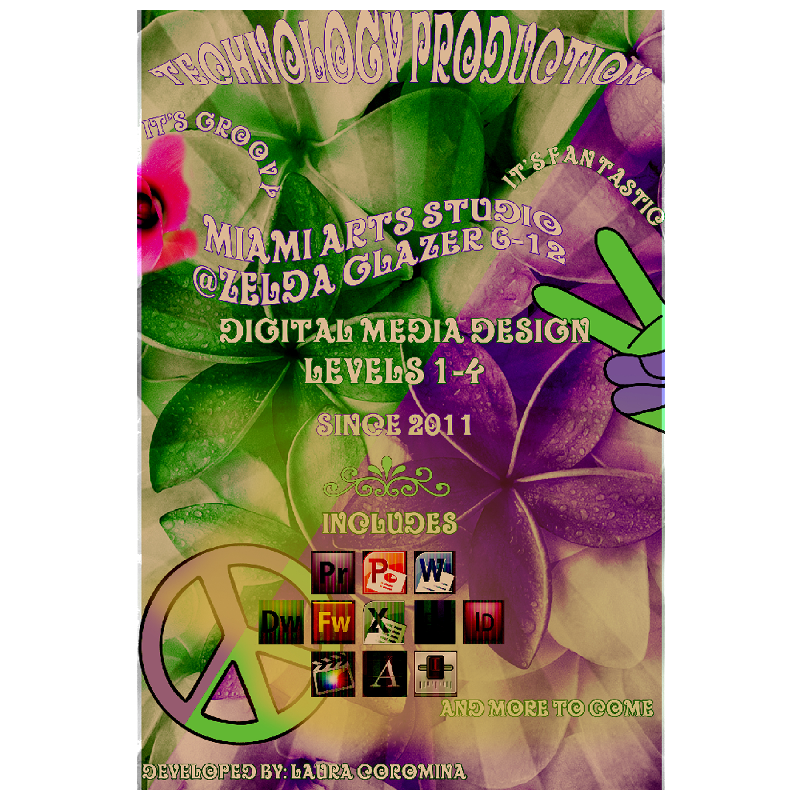 TECHNOLOGY PRODUCTION
IT'S GROOVY
IT'S FANTASTIC
MIAMI ARTS STUDIO
@ZELDA GLAZER 6-12
DIGITAL MEDIA DESIGN
LEVELS 1-4
SINCE 2011
INCLUDES
Pr P W
Dw Fw X ID
A
AND MORE TO COME
DEVELOPED BY: LAURA COROMINA